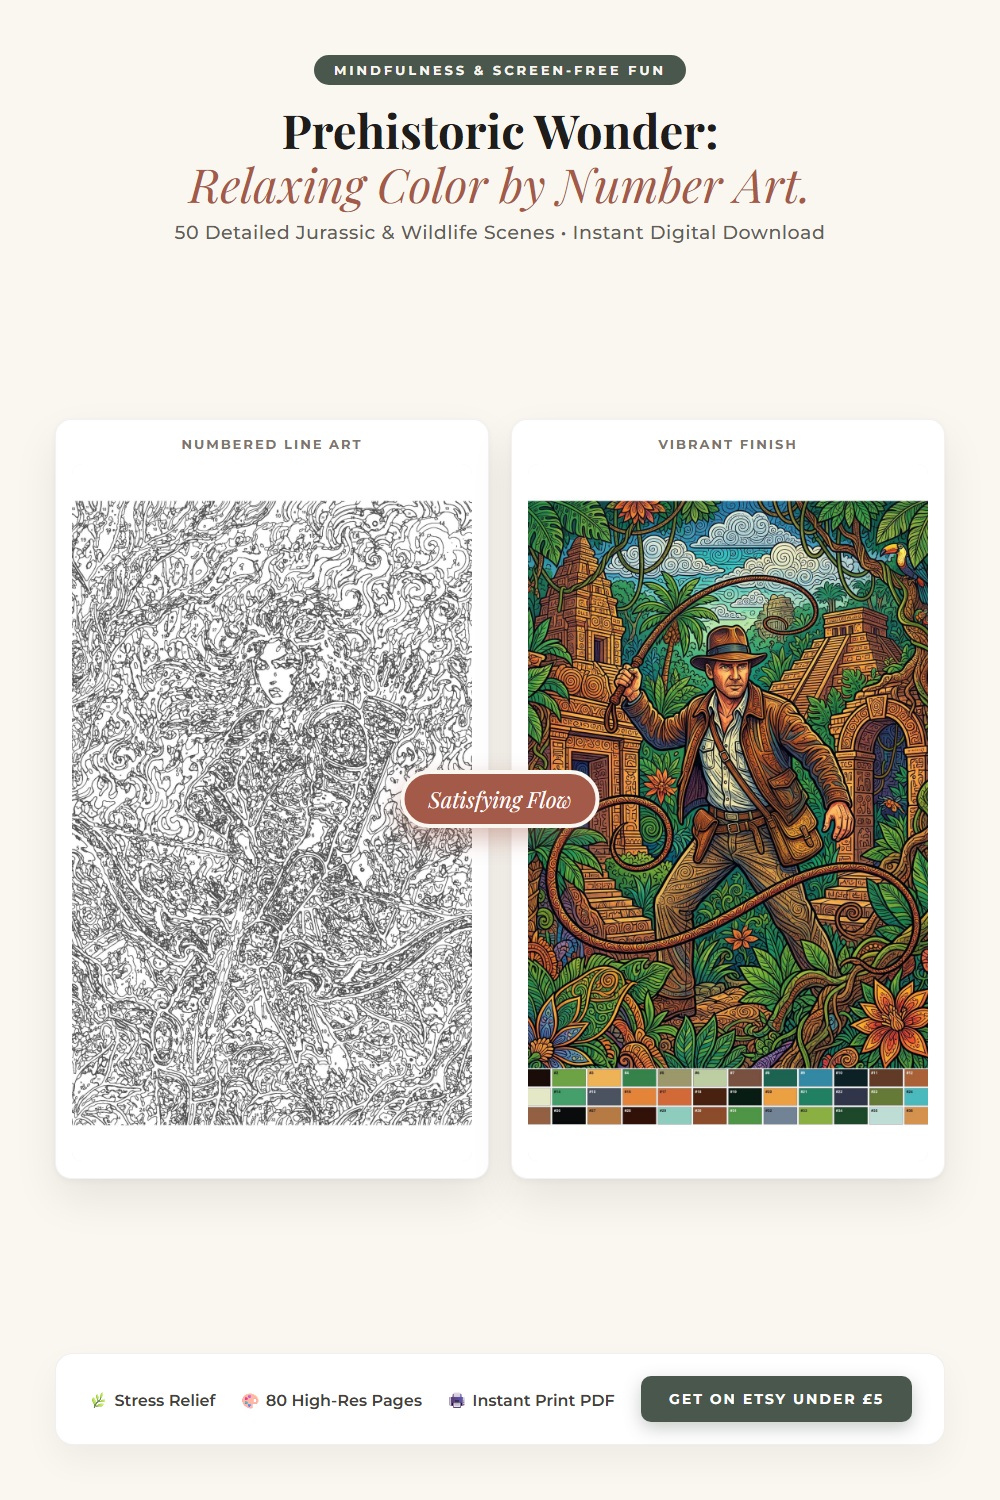 MINDFULNESS & SCREEN-FREE FUN
Prehistoric Wonder:
Relaxing Color by Number Art.
50 Detailed Jurassic & Wildlife Scenes • Instant Digital Download
NUMBERED LINE ART
VIBRANT FINISH
Satisfying Flow
Stress Relief
80 High-Res Pages
Instant Print PDF
GET ON ETSY UNDER £5